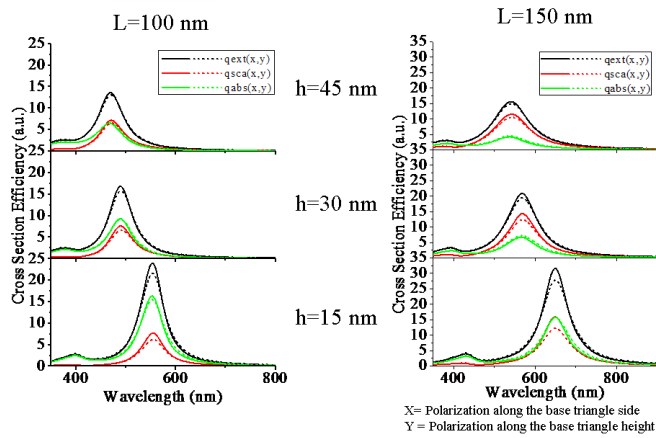 L=100 nm
L=150 nm
Cross Section Efficiency (a.u.)
25
20
15
10
5
25
20
15
10
5
25
20
15
10
5
0
qext(x,y)
qsca(x,y)
qabs(x,y)
400
600
800
Wavelength (nm)
h=45 nm
h=30 nm
h=15 nm
Cross Section Efficiency (a.u.)
35
30
25
20
15
10
5
35
30
25
20
15
10
5
35
30
25
20
15
10
5
0
qext(x,y)
qsca(x,y)
qabs(x,y)
400
600
800
Wavelength (nm)
X= Polarization along the base triangle side
Y = Polarization along the base triangle height